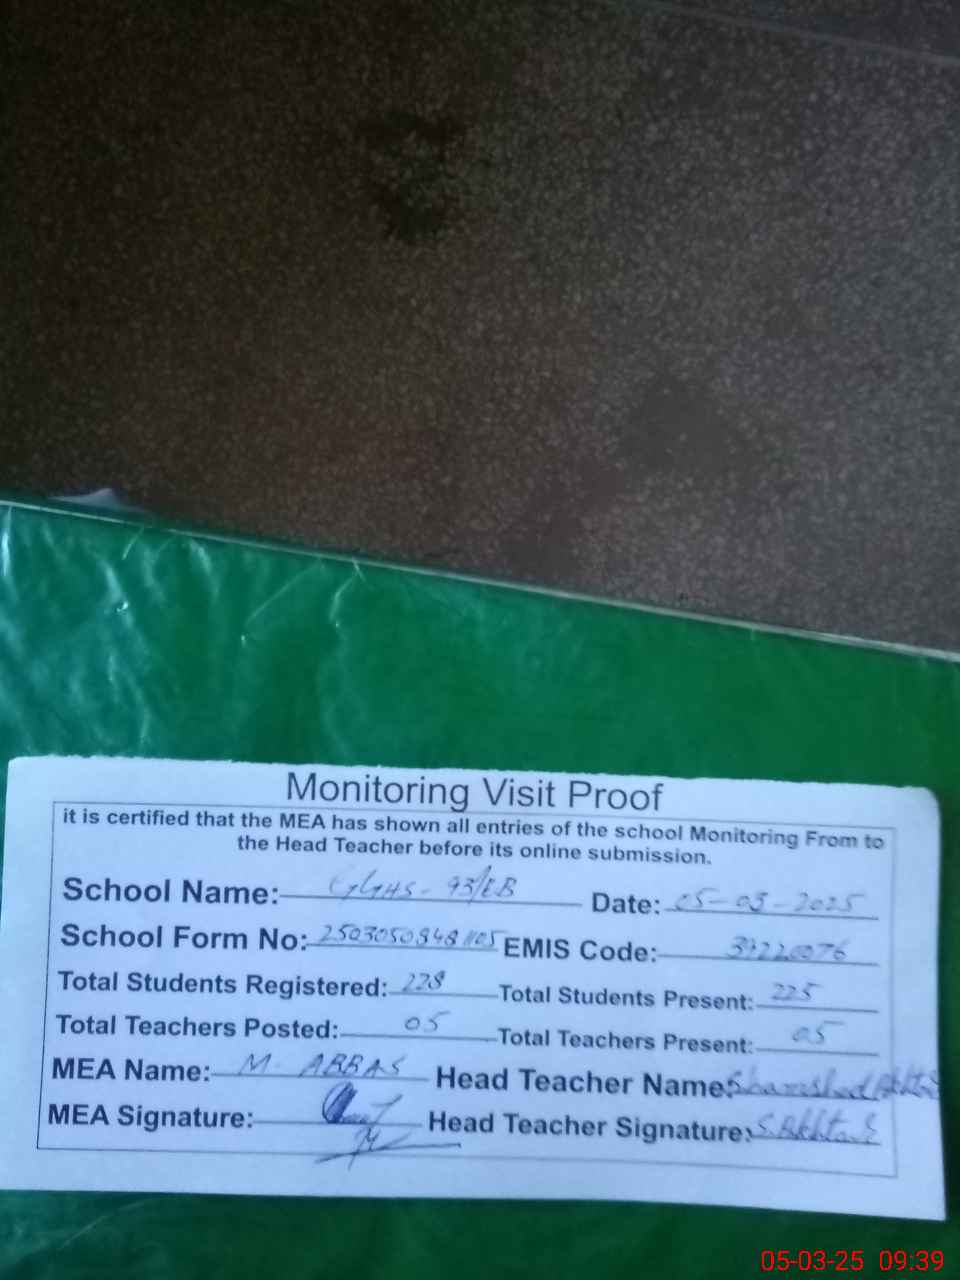 Monitoring Visit Proof
it is certified that the MEA has shown all entries of the school Monitoring From to
the Head Teacher before its online submission.
School Name: GGHS - 93/EB Date: 05-03-2025
School Form No: EMIS Code: 39220076
Total Students Registered: 228 Total Students Present: 225
Total Teachers Posted: 05 Total Teachers Present: 05
MEA Name: M. ABBAS Head Teacher Name: Shamshad Akhtar
MEA Signature: Head Teacher Signature: S.Akhtar
05-03-25 09:39